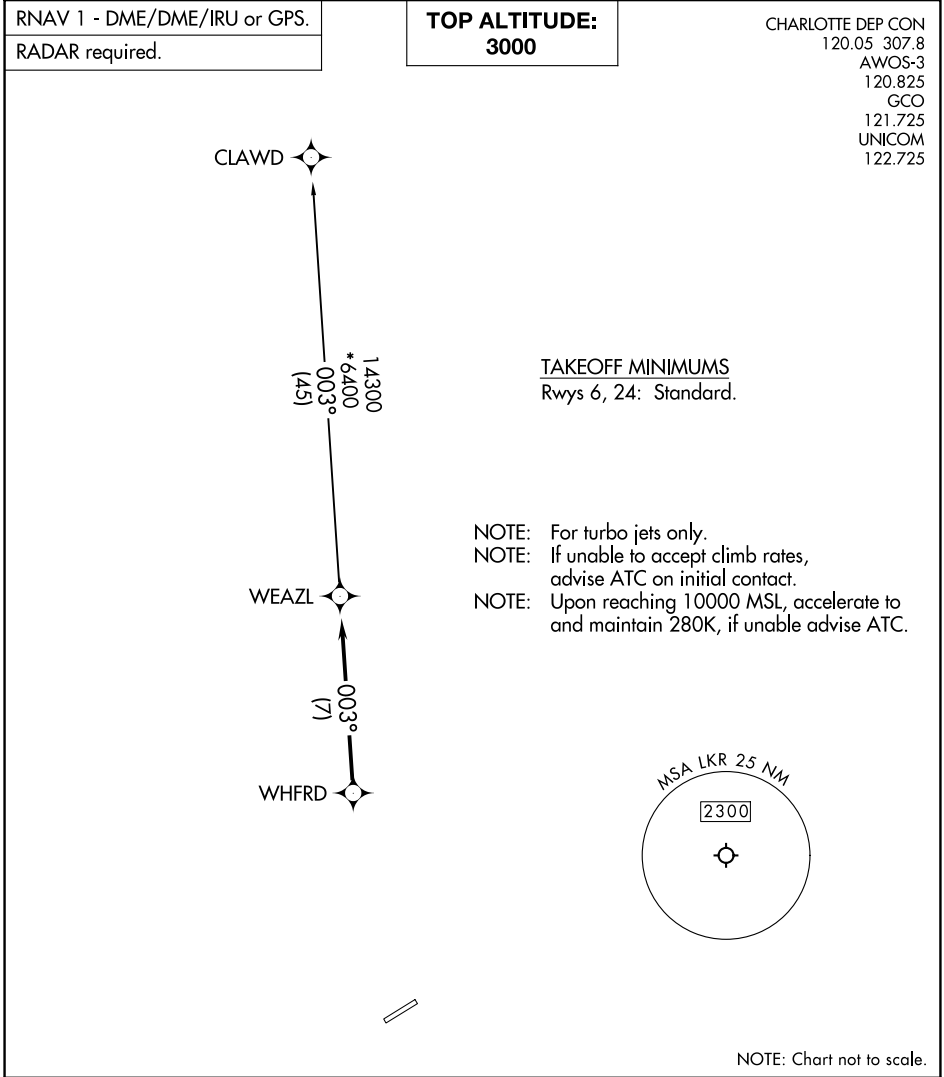 RNAV 1 - DME/DME/IRU or GPS.
RADAR required.
TOP ALTITUDE:
3000
CHARLOTTE DEP CON
120.05 307.8
AWOS-3
120.825
GCO
121.725
UNICOM
122.725
CLAWD
14300
*6400
003°
(45)
TAKEOFF MINIMUMS
Rwys 6, 24: Standard.
NOTE: For turbo jets only.
NOTE: If unable to accept climb rates,
advise ATC on initial contact.
NOTE: Upon reaching 10000 MSL, accelerate to
and maintain 280K, if unable advise ATC.
WEAZL
003°
(7)
WHFRD
MSA LKR 25 NM
2300
NOTE: Chart not to scale.